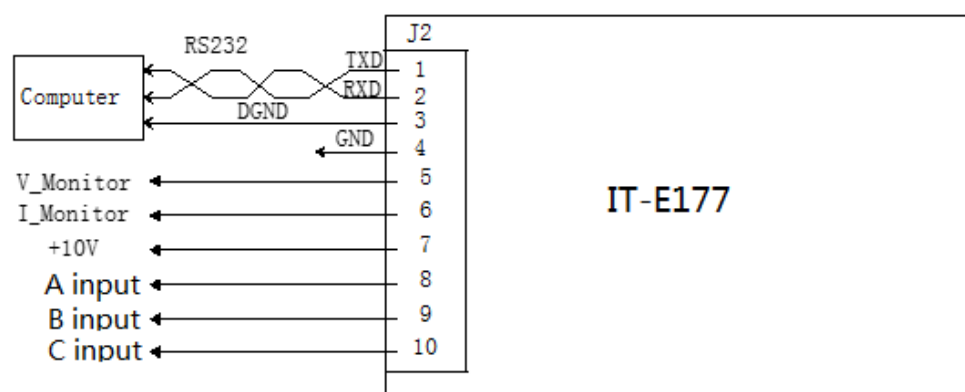 J2
RS232
TXD
1
Computer
RXD
2
DGND
3
GND
4
V_Monitor
5
IT-E177
I_Monitor
6
+10V
7
A input
8
B input
9
C input
10